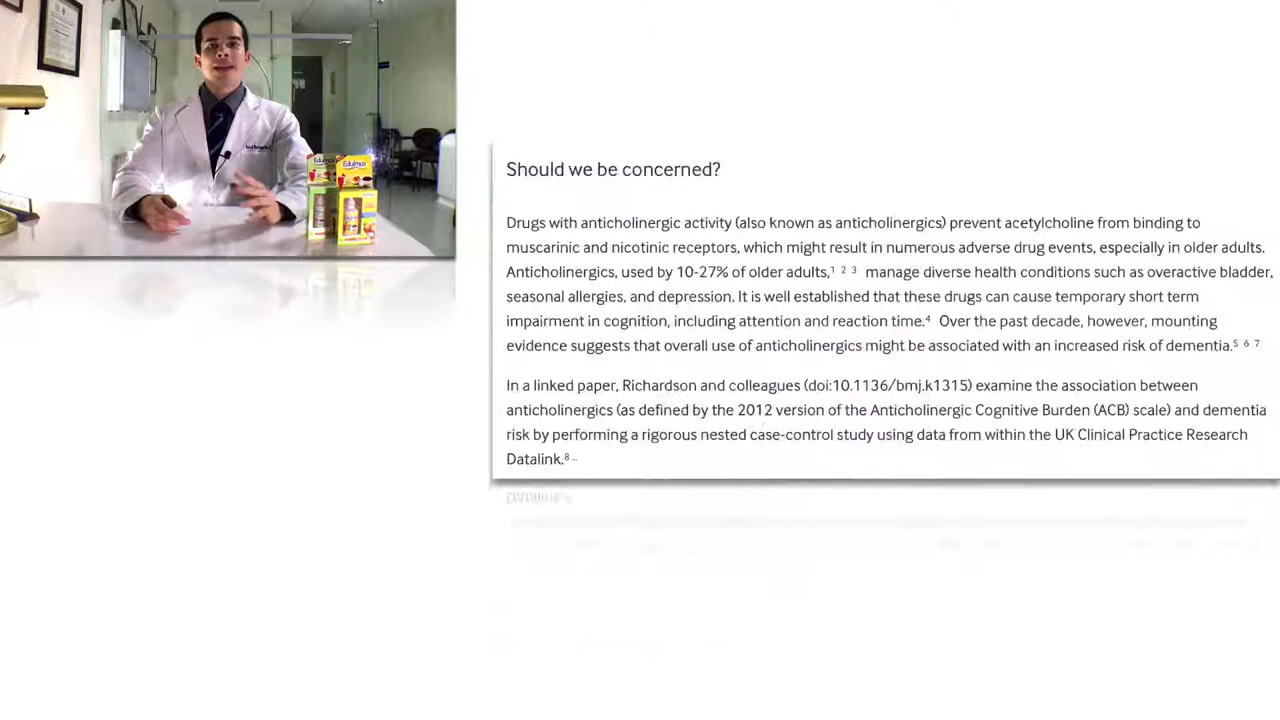 Edulmax
Edulmax
Should we be concerned?
Drugs with anticholinergic activity (also known as anticholinergics) prevent acetylcholine from binding to
muscarinic and nicotinic receptors, which might result in numerous adverse drug events, especially in older adults.
Anticholinergics, used by 10-27% of older adults,¹ ² ³ manage diverse health conditions such as overactive bladder,
seasonal allergies, and depression. It is well established that these drugs can cause temporary short term
impairment in cognition, including attention and reaction time.⁴ Over the past decade, however, mounting
evidence suggests that overall use of anticholinergics might be associated with an increased risk of dementia.⁵ ⁶ ⁷
In a linked paper, Richardson and colleagues (doi:10.1136/bmj.k1315) examine the association between
anticholinergics (as defined by the 2012 version of the Anticholinergic Cognitive Burden (ACB) scale) and dementia
risk by performing a rigorous nested case-control study using data from within the UK Clinical Practice Research
Datalink.⁸ …